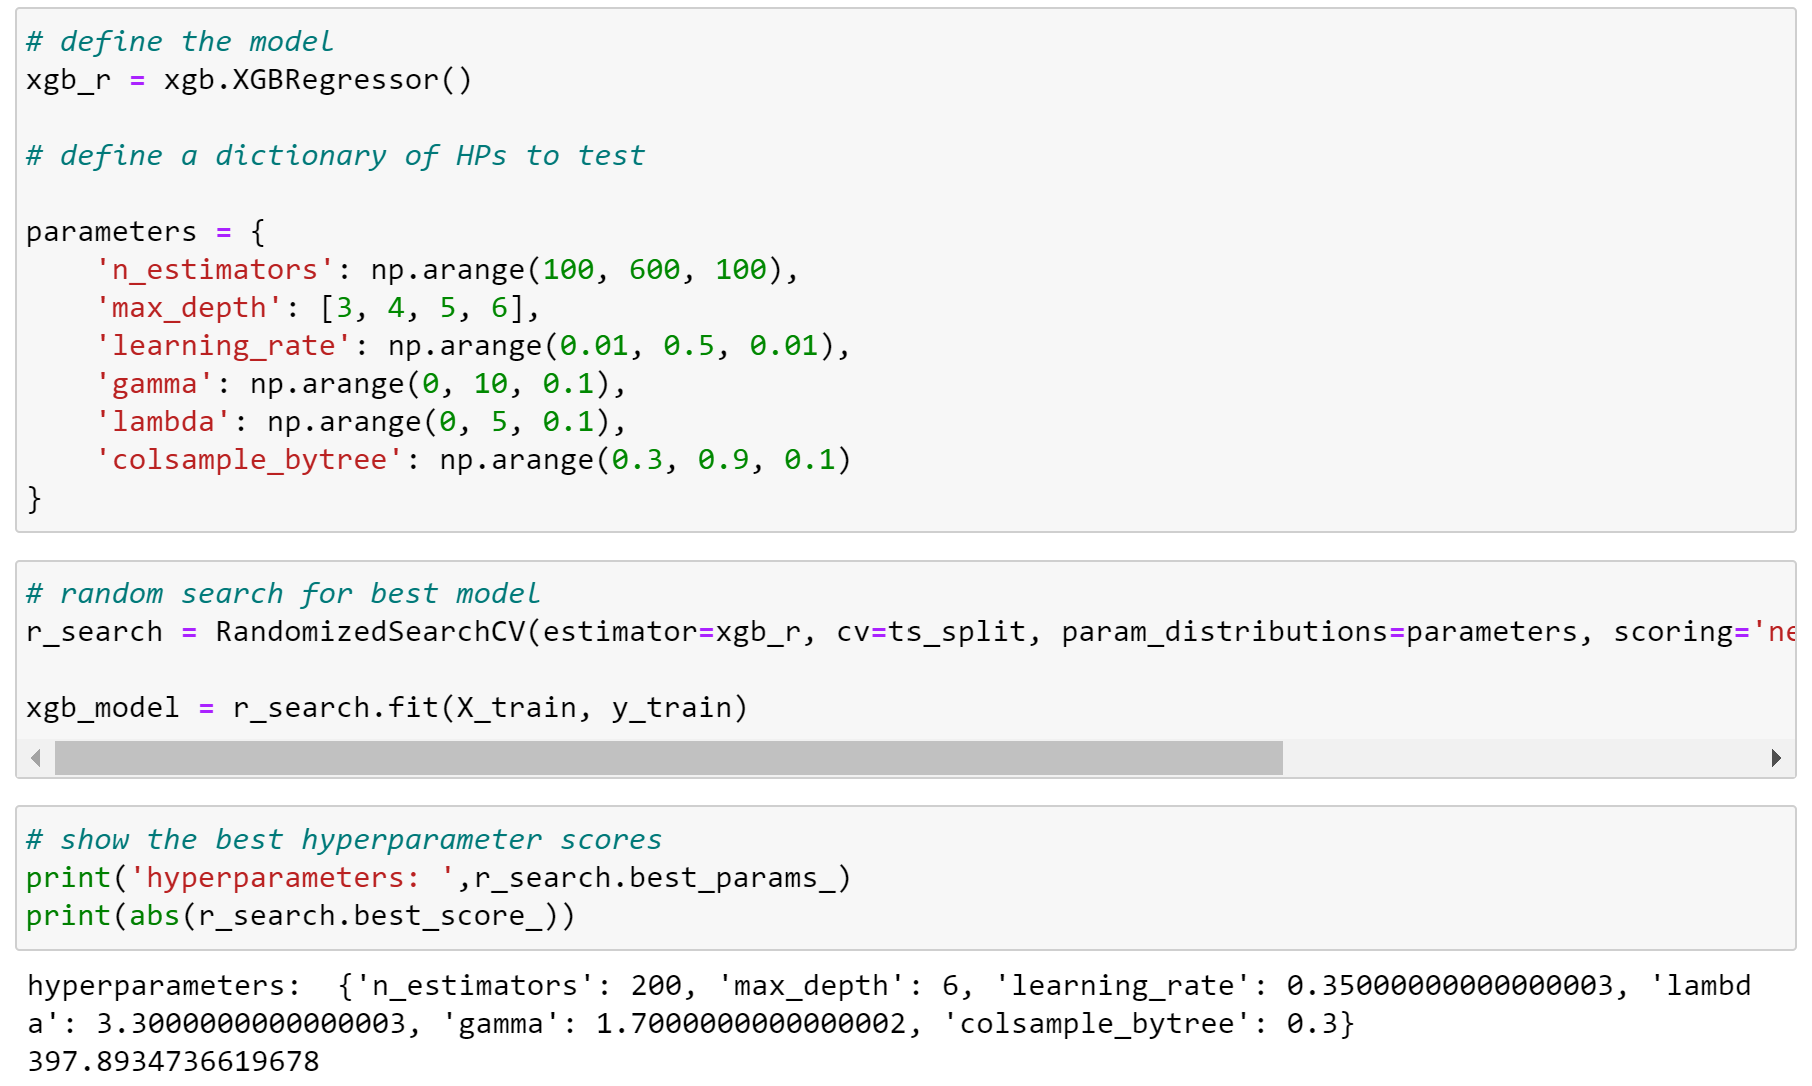 # define the model
xgb_r = xgb.XGBRegressor()
# define a dictionary of HPs to test
parameters = {
'n_estimators': np.arange(100, 600, 100),
'max_depth': [3, 4, 5, 6],
'learning_rate': np.arange(0.01, 0.5, 0.01),
'gamma': np.arange(0, 10, 0.1),
'lambda': np.arange(0, 5, 0.1),
'colsample_bytree': np.arange(0.3, 0.9, 0.1)
}
# random search for best model
r_search = RandomizedSearchCV(estimator=xgb_r, cv=ts_split, param_distributions=parameters, scoring='ne
xgb_model = r_search.fit(X_train, y_train)
# show the best hyperparameter scores
print('hyperparameters: ',r_search.best_params_)
print(abs(r_search.best_score_))
hyperparameters:  {'n_estimators': 200, 'max_depth': 6, 'learning_rate': 0.35000000000000003, 'lambd
a': 3.3000000000000003, 'gamma': 1.7000000000000002, 'colsample_bytree': 0.3}
397.8934736619678